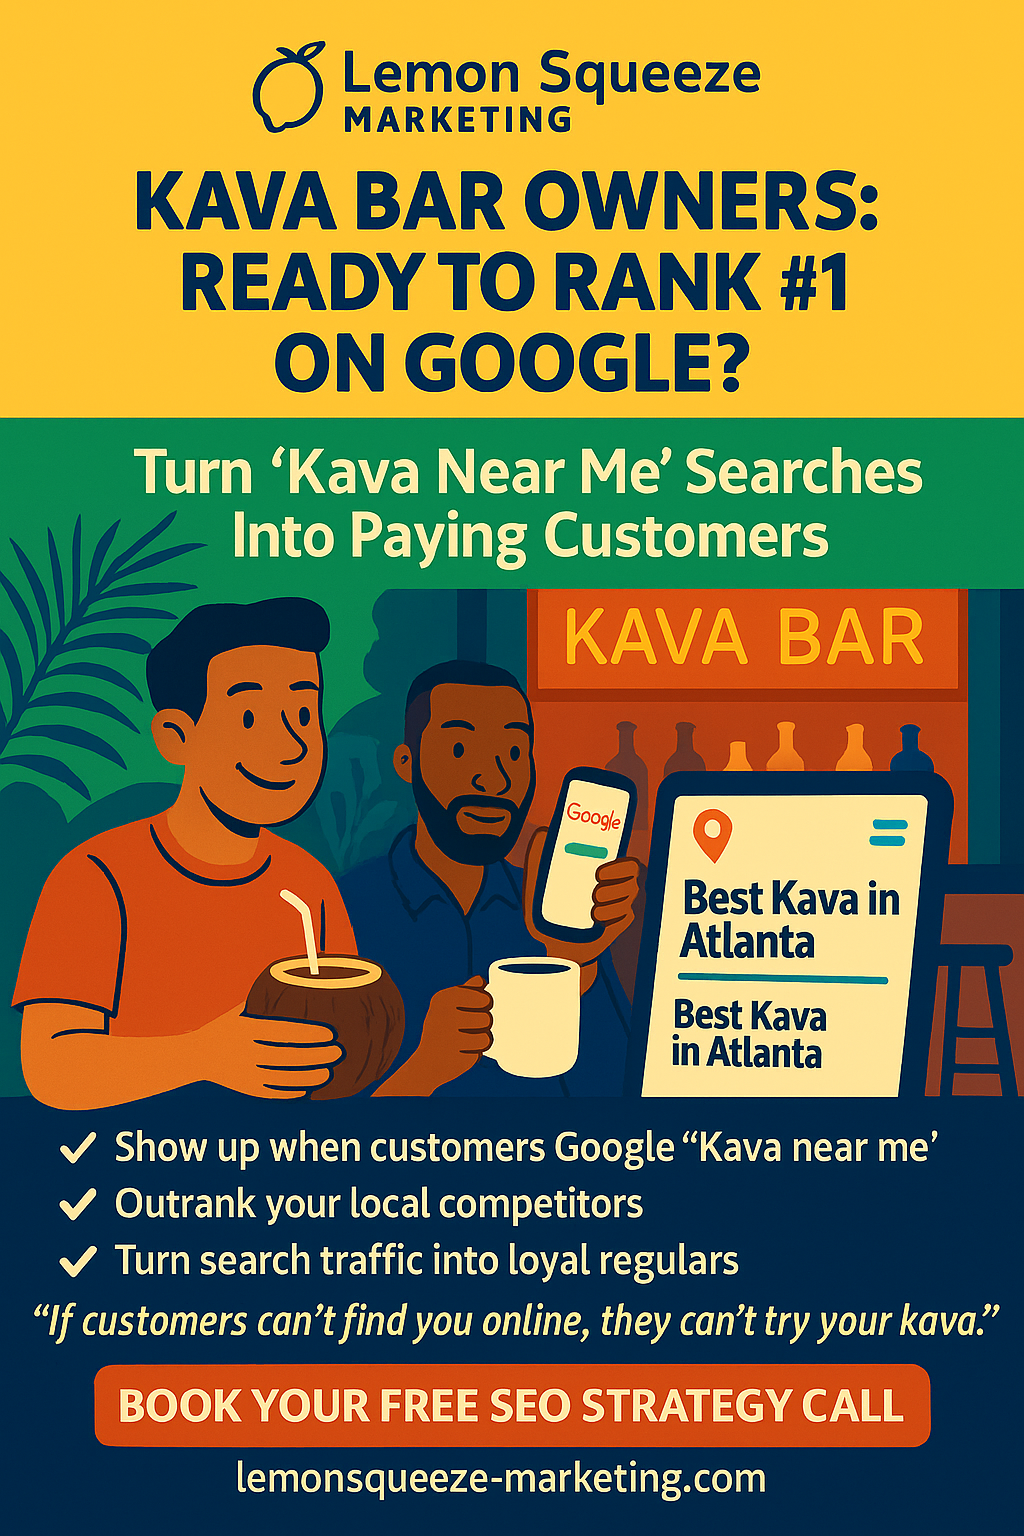 Lemon Squeeze
MARKETING
KAVA BAR OWNERS:
READY TO RANK #1
ON GOOGLE?
Turn ‘Kava Near Me’ Searches
Into Paying Customers
KAVA BAR
Google
Best Kava in
Atlanta
Best Kava
in Atlanta
✓ Show up when customers Google “Kava near me’
✓ Outrank your local competitors
✓ Turn search traffic into loyal regulars
“If customers can’t find you online, they can’t try your kava.”
BOOK YOUR FREE SEO STRATEGY CALL
lemonsqueeze-marketing.com